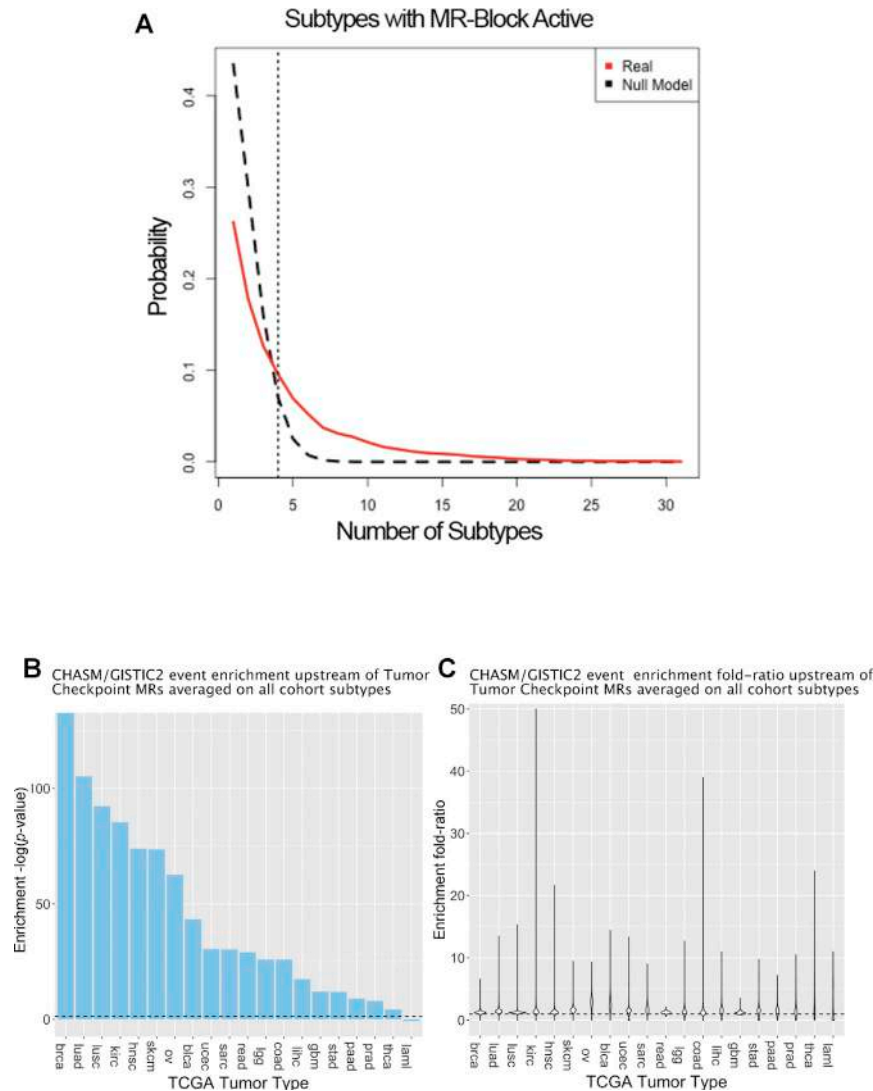 A
Subtypes with MR-Block Active
Real
Null Model
Probability
0.4
0.3
0.2
0.1
0.0
0 5 10 15 20 25 30
Number of Subtypes
B
CHASM/GISTIC2 event enrichment upstream of Tumor
Checkpoint MRs averaged on all cohort subtypes
Enrichment -log(p-value)
100
50
0
brca luad lusc kirc hnsc skcm ov blca ucec sarc read lgg coad lihc gbm stad paad prad thca laml
TCGA Tumor Type
C
CHASM/GISTIC2 event enrichment fold-ratio upstream of
Tumor Checkpoint MRs averaged on all cohort subtypes
Enrichment fold-ratio
50
40
30
20
10
0
brca luad lusc kirc hnsc skcm ov blca ucec sarc read lgg coad lihc gbm stad paad prad thca laml
TCGA Tumor Type